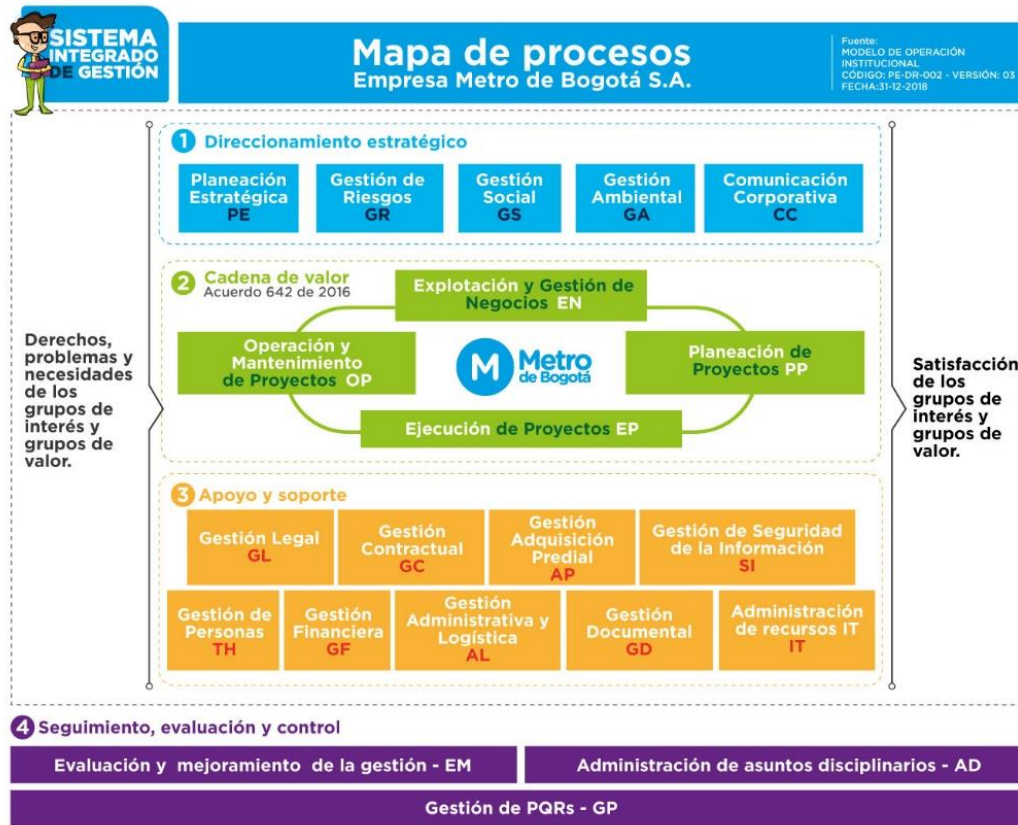 SISTEMA
INTEGRADO
DE GESTIÓN
Mapa de procesos
Empresa Metro de Bogotá S.A.
Fuente:
MODELO DE OPERACIÓN
INSTITUCIONAL
CÓDIGO: PE-DR-002 - VERSIÓN: 03
FECHA:31-12-2018
1 Direccionamiento estratégico
Planeación
Estratégica
PE
Gestión de
Riesgos
GR
Gestión
Social
GS
Gestión
Ambiental
GA
Comunicación
Corporativa
CC
2 Cadena de valor
Acuerdo 642 de 2016
Explotación y Gestión de
Negocios EN
Operación y
Mantenimiento
de Proyectos OP
M Metro
de Bogotá
Planeación de
Proyectos PP
Ejecución de Proyectos EP
Derechos,
problemas y
necesidades
de los
grupos de
interés y
grupos de
valor.
Satisfacción
de los
grupos de
interés y
grupos de
valor.
3 Apoyo y soporte
Gestión Legal
GL
Gestión
Contractual
GC
Gestión
Adquisición
Predial
AP
Gestión de Seguridad
de la Información
SI
Gestión de
Personas
TH
Gestión
Financiera
GF
Gestión
Administrativa y
Logística
AL
Gestión
Documental
GD
Administración
de recursos IT
IT
4 Seguimiento, evaluación y control
Evaluación y mejoramiento de la gestión - EM
Administración de asuntos disciplinarios - AD
Gestión de PQRs - GP